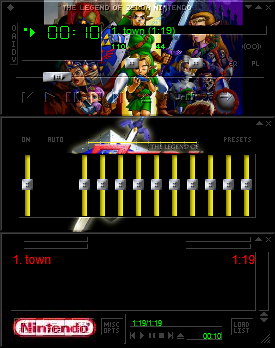 THE LEGEND OF ZELDA NINTENDO
O
A
I
D
V
00:10
1. town (1:19)
110
44
EQ
PL
ON
AUTO
PRESETS
THE LEGEND OF
1. town
1:19
Nintendo
MISC
OPTS
1:19/1:19
00:10
LOAD
LIST